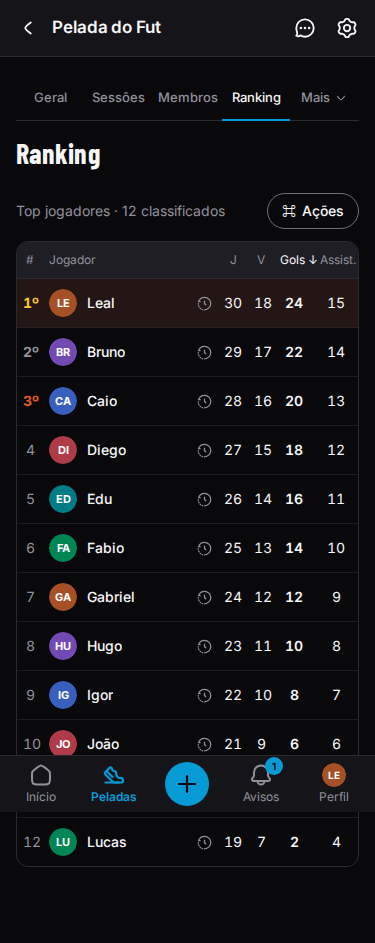 Pelada do Fut
Geral Sessões Membros Ranking Mais
Ranking
Top jogadores · 12 classificados
Ações
# Jogador J V Gols ↓ Assist.
1º LE Leal 30 18 24 15
2º BR Bruno 29 17 22 14
3º CA Caio 28 16 20 13
4 DI Diego 27 15 18 12
5 ED Edu 26 14 16 11
6 FA Fabio 25 13 14 10
7 GA Gabriel 24 12 12 9
8 HU Hugo 23 11 10 8
9 IG Igor 22 10 8 7
10 JO João 21 9 6 6
1 LE
Início Peladas Avisos Perfil
12 LU Lucas 19 7 2 4